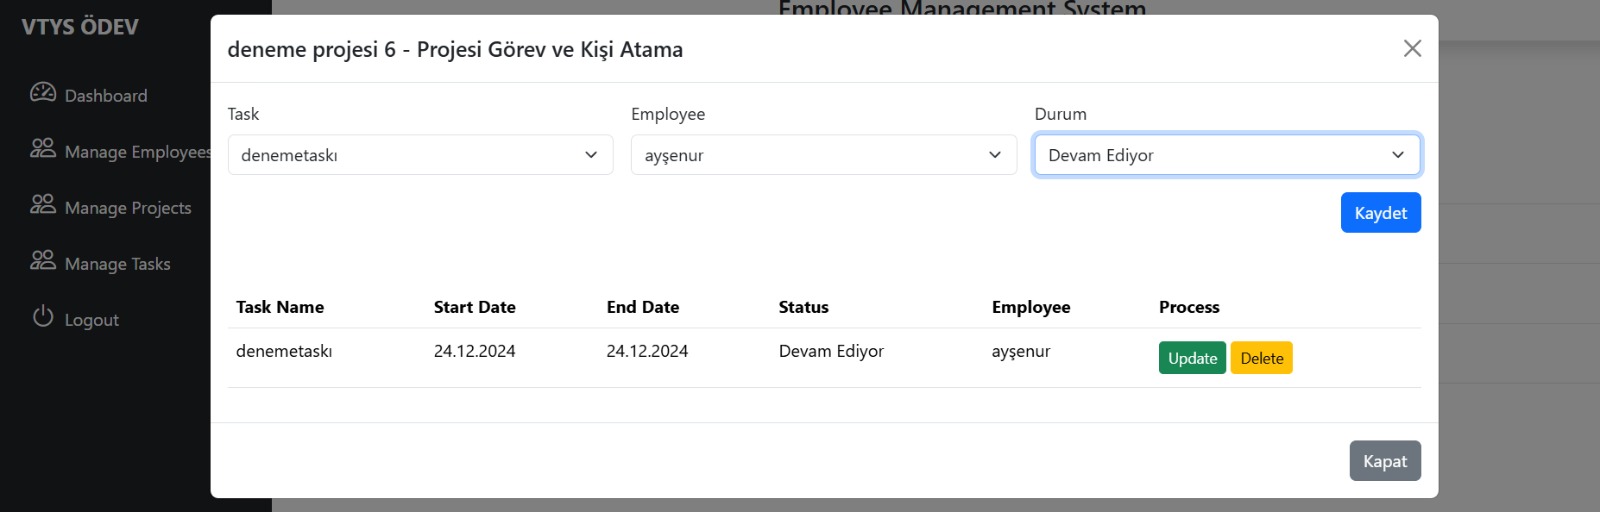 VTYS ÖDEV
Dashboard
Manage Employees
Manage Projects
Manage Tasks
Logout
Employee Management System
deneme projesi 6 - Projesi Görev ve Kişi Atama
Task
Employee
Durum
denemetaskı
ayşenur
Devam Ediyor
Kaydet
Task Name Start Date End Date Status Employee Process
denemetaskı 24.12.2024 24.12.2024 Devam Ediyor ayşenur Update Delete
Kapat